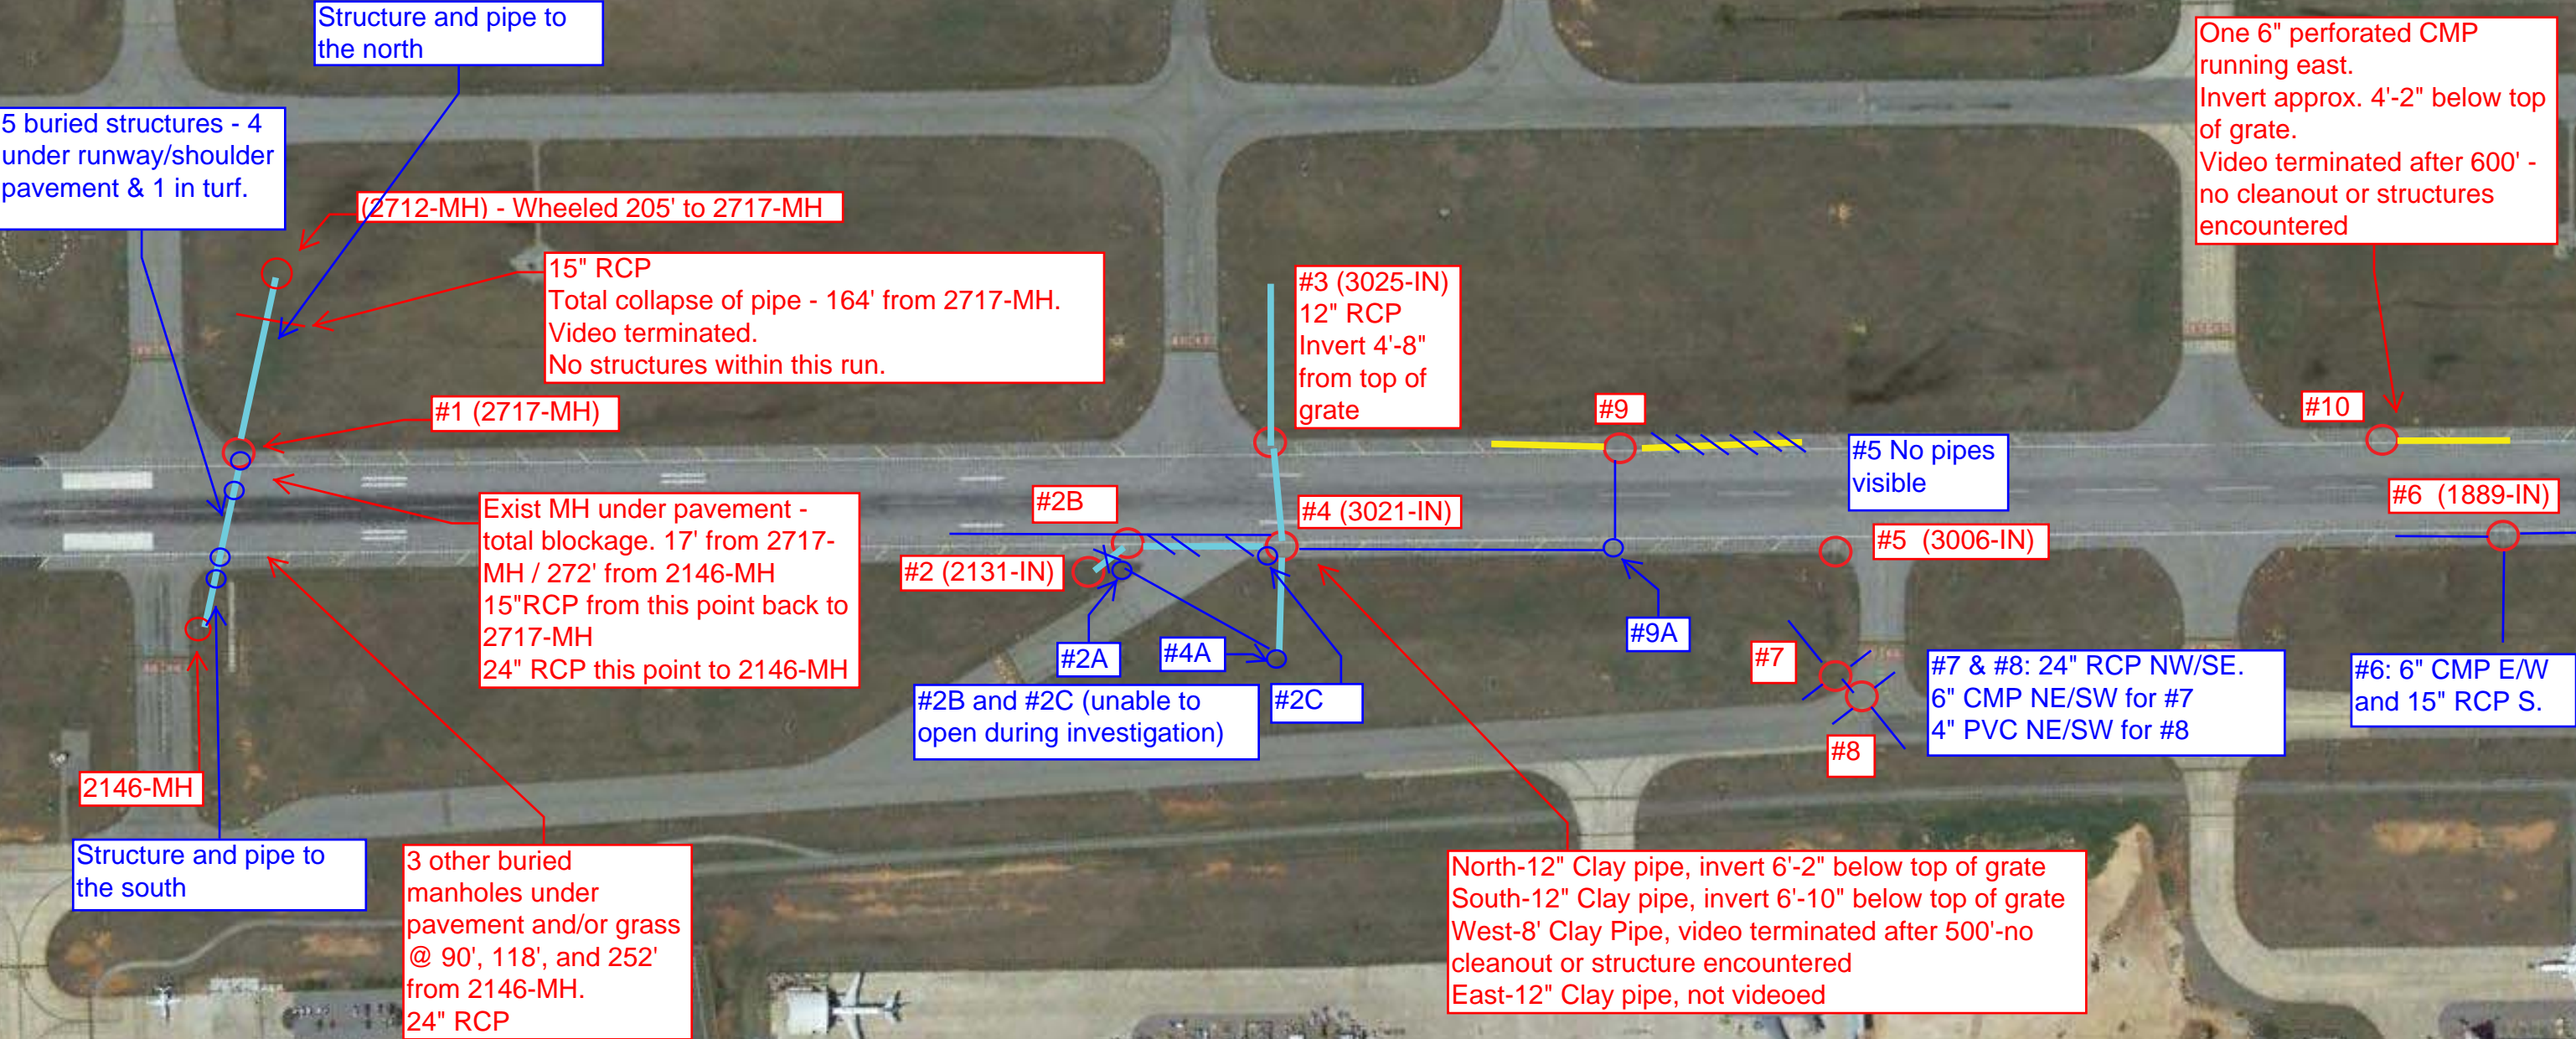 Structure and pipe to
the north
5 buried structures - 4
under runway/shoulder
pavement & 1 in turf.
(2712-MH) - Wheeled 205' to 2717-MH
15" RCP
Total collapse of pipe - 164' from 2717-MH.
Video terminated.
No structures within this run.
#1 (2717-MH)
Exist MH under pavement -
total blockage. 17' from 2717-
MH / 272' from 2146-MH
15"RCP from this point back to
2717-MH
24" RCP this point to 2146-MH
2146-MH
Structure and pipe to
the south
3 other buried
manholes under
pavement and/or grass
@ 90', 118', and 252'
from 2146-MH.
24" RCP
#2B
#2 (2131-IN)
#2A
#4A
#2C
#2B and #2C (unable to
open during investigation)
#3 (3025-IN)
12" RCP
Invert 4'-8"
from top of
grate
#4 (3021-IN)
North-12" Clay pipe, invert 6'-2" below top of grate
South-12" Clay pipe, invert 6'-10" below top of grate
West-8' Clay Pipe, video terminated after 500'-no
cleanout or structure encountered
East-12" Clay pipe, not videoed
#9
#9A
#5 No pipes
visible
#5 (3006-IN)
#7
#8
#7 & #8: 24" RCP NW/SE.
6" CMP NE/SW for #7
4" PVC NE/SW for #8
One 6" perforated CMP
running east.
Invert approx. 4'-2" below top
of grate.
Video terminated after 600' -
no cleanout or structures
encountered
#10
#6 (1889-IN)
#6: 6" CMP E/W
and 15" RCP S.